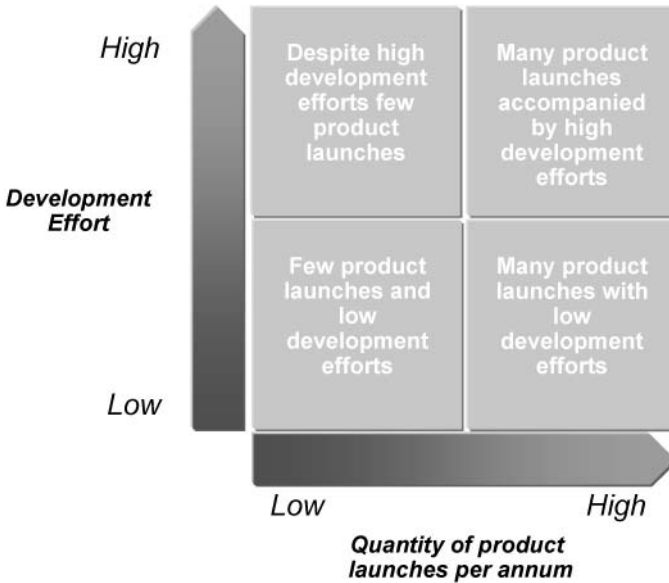 High
Development
Effort
Low
Despite high
development
efforts few
product
launches
Many product
launches
accompanied
by high
development
efforts
Few product
launches and
low
development
efforts
Many product
launches with
low
development
efforts
Low
High
Quantity of product
launches per annum